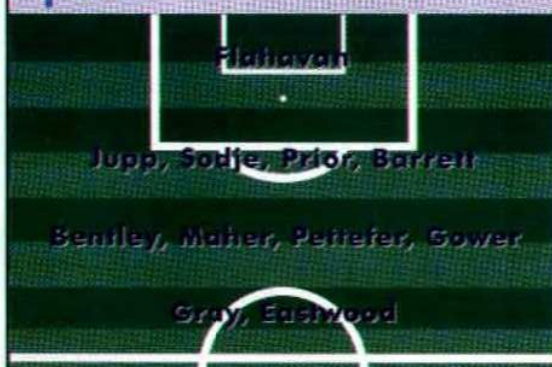 Flahavan
Jupp, Sodje, Prior, Barrett
Bentley, Maher, Pettefer, Gower
Gray, Eastwood